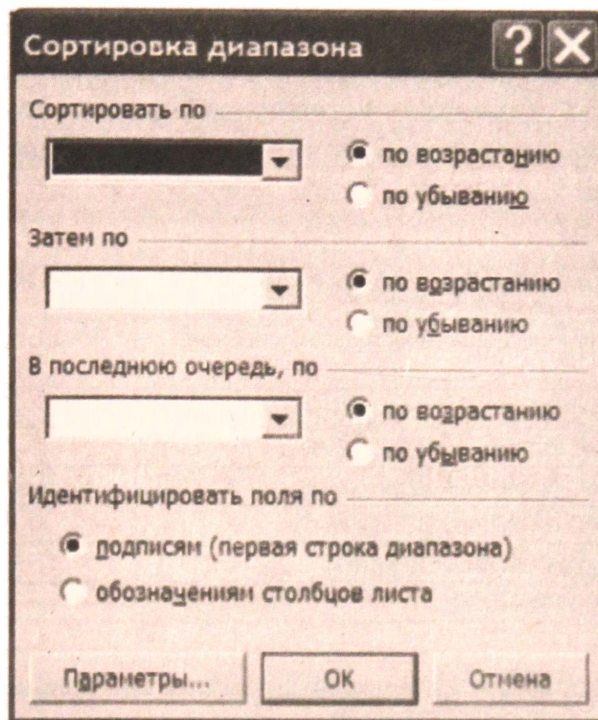 Сортировка диапазона
Сортировать по
по возрастанию
по убыванию
Затем по
по возрастанию
по убыванию
В последнюю очередь, по
по возрастанию
по убыванию
Идентифицировать поля по
подписям (первая строка диапазона)
обозначениям столбцов листа
Параметры... ОК Отмена